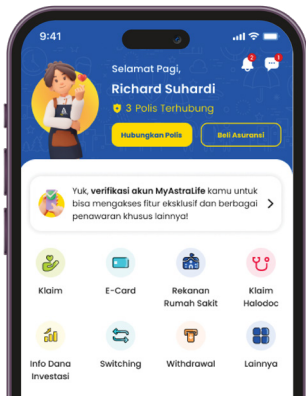 9:41
Selamat Pagi,
Richard Suhardi
3 Polis Terhubung
Hubungkan Polis
Beli Asuransi
Yuk, verifikasi akun MyAstraLife kamu untuk
bisa mengakses fitur eksklusif dan berbagai
penawaran khusus lainnya!
Klaim
E-Card
Rekanan
Rumah Sakit
Klaim
Halodoc
Info Dana
Investasi
Switching
Withdrawal
Lainnya